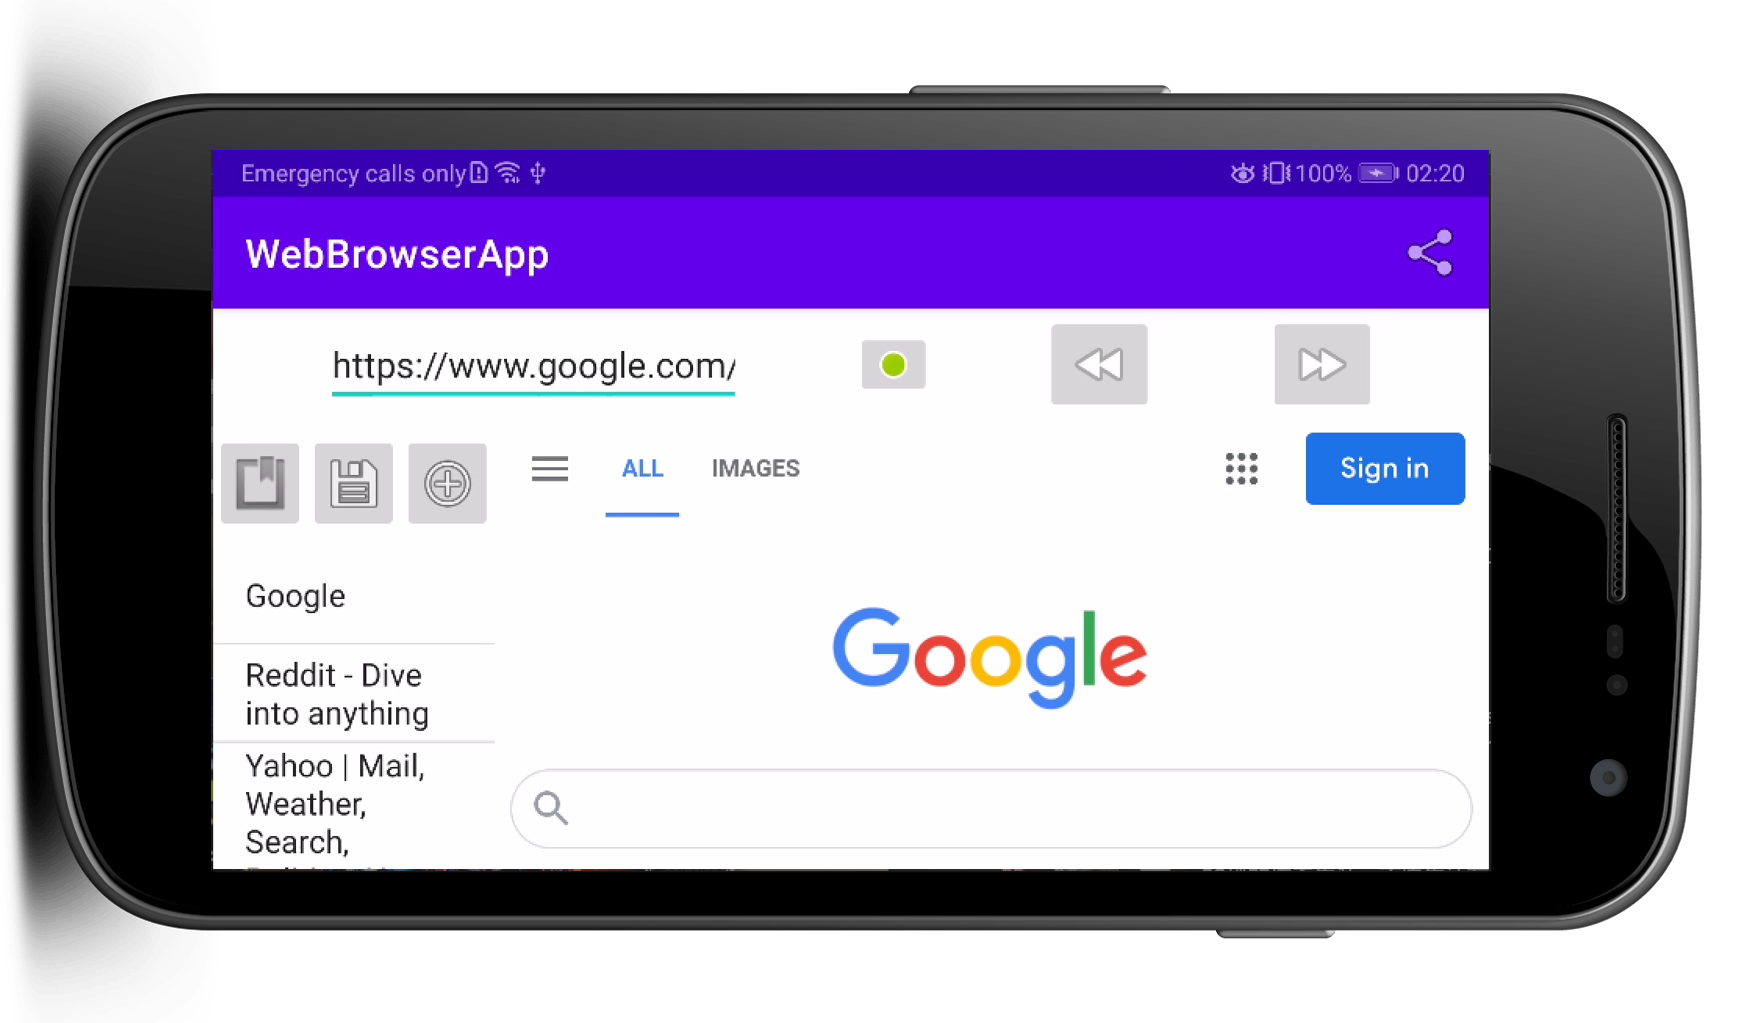 Emergency calls only
100% 02:20
WebBrowserApp
https://www.google.com/
ALL IMAGES
Sign in
Google
Google
Reddit - Dive
into anything
Yahoo | Mail,
Weather,
Search,